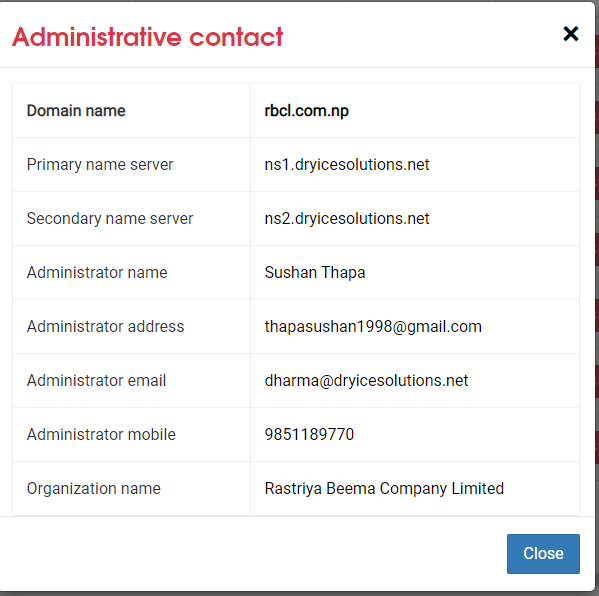 Administrative contact
Domain name rbcl.com.np
Primary name server ns1.dryicesolutions.net
Secondary name server ns2.dryicesolutions.net
Administrator name Sushan Thapa
Administrator address thapasushan1998@gmail.com
Administrator email dharma@dryicesolutions.net
Administrator mobile 9851189770
Organization name Rastriya Beema Company Limited
Close